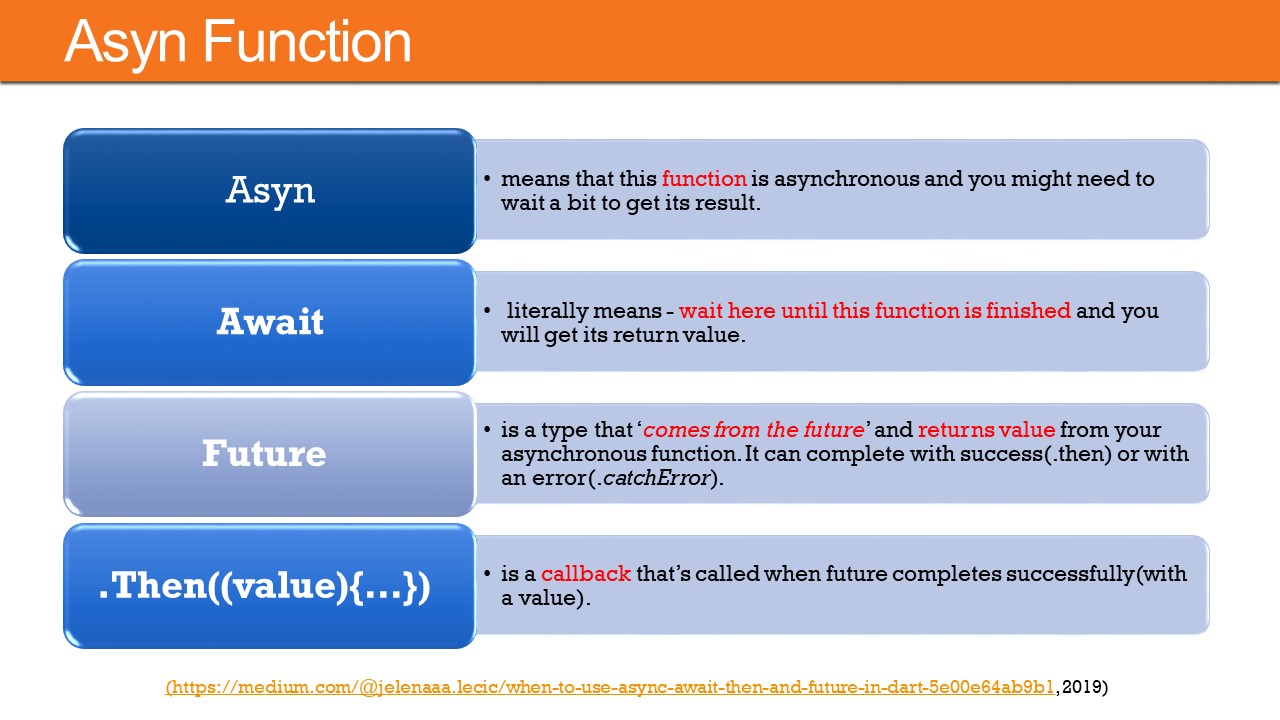 Asyn Function
Asyn
• means that this function is asynchronous and you might need to
wait a bit to get its result.
Await
• literally means - wait here until this function is finished and you
will get its return value.
Future
• is a type that ‘comes from the future’ and returns value from your
asynchronous function. It can complete with success(.then) or with
an error(.catchError).
.Then((value){...})
• is a callback that’s called when future completes successfully(with
a value).
(https://medium.com/@jelenaaa.lecic/when-to-use-async-await-then-and-future-in-dart-5e00e64ab9b1, 2019)